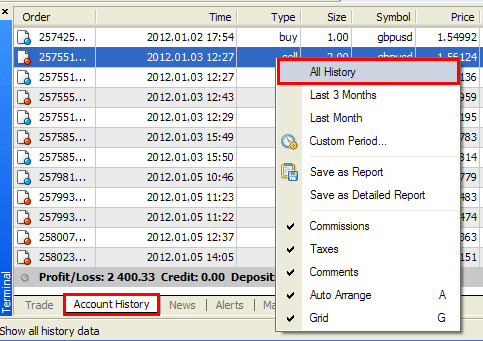 Order Time Type Size Symbol Price
257425... 2012.01.02 17:54 buy 1.00 gbpusd 1.54992
257551... 2012.01.03 12:27 sell 2.00 gbpusd 1.56124
257551... 2012.01.03 12:27 136
257555... 2012.01.03 12:43 290
257551... 2012.01.03 12:29 195
257585... 2012.01.03 15:49 783
257585... 2012.01.03 15:50 757
257981... 2012.01.05 10:46 313
257993... 2012.01.05 11:23 483
257993... 2012.01.05 11:22 474
258007... 2012.01.05 12:37 537
258023... 2012.01.05 14:05 151
Profit/Loss: 2 400.33 Credit: 0.00 Deposit
All History
Last 3 Months
Last Month
Custom Period...
Save as Report
Save as Detailed Report
Commissions
Taxes
Comments
Auto Arrange A
Grid G
Terminal
Trade Account History News Alerts Ma
Show all history data